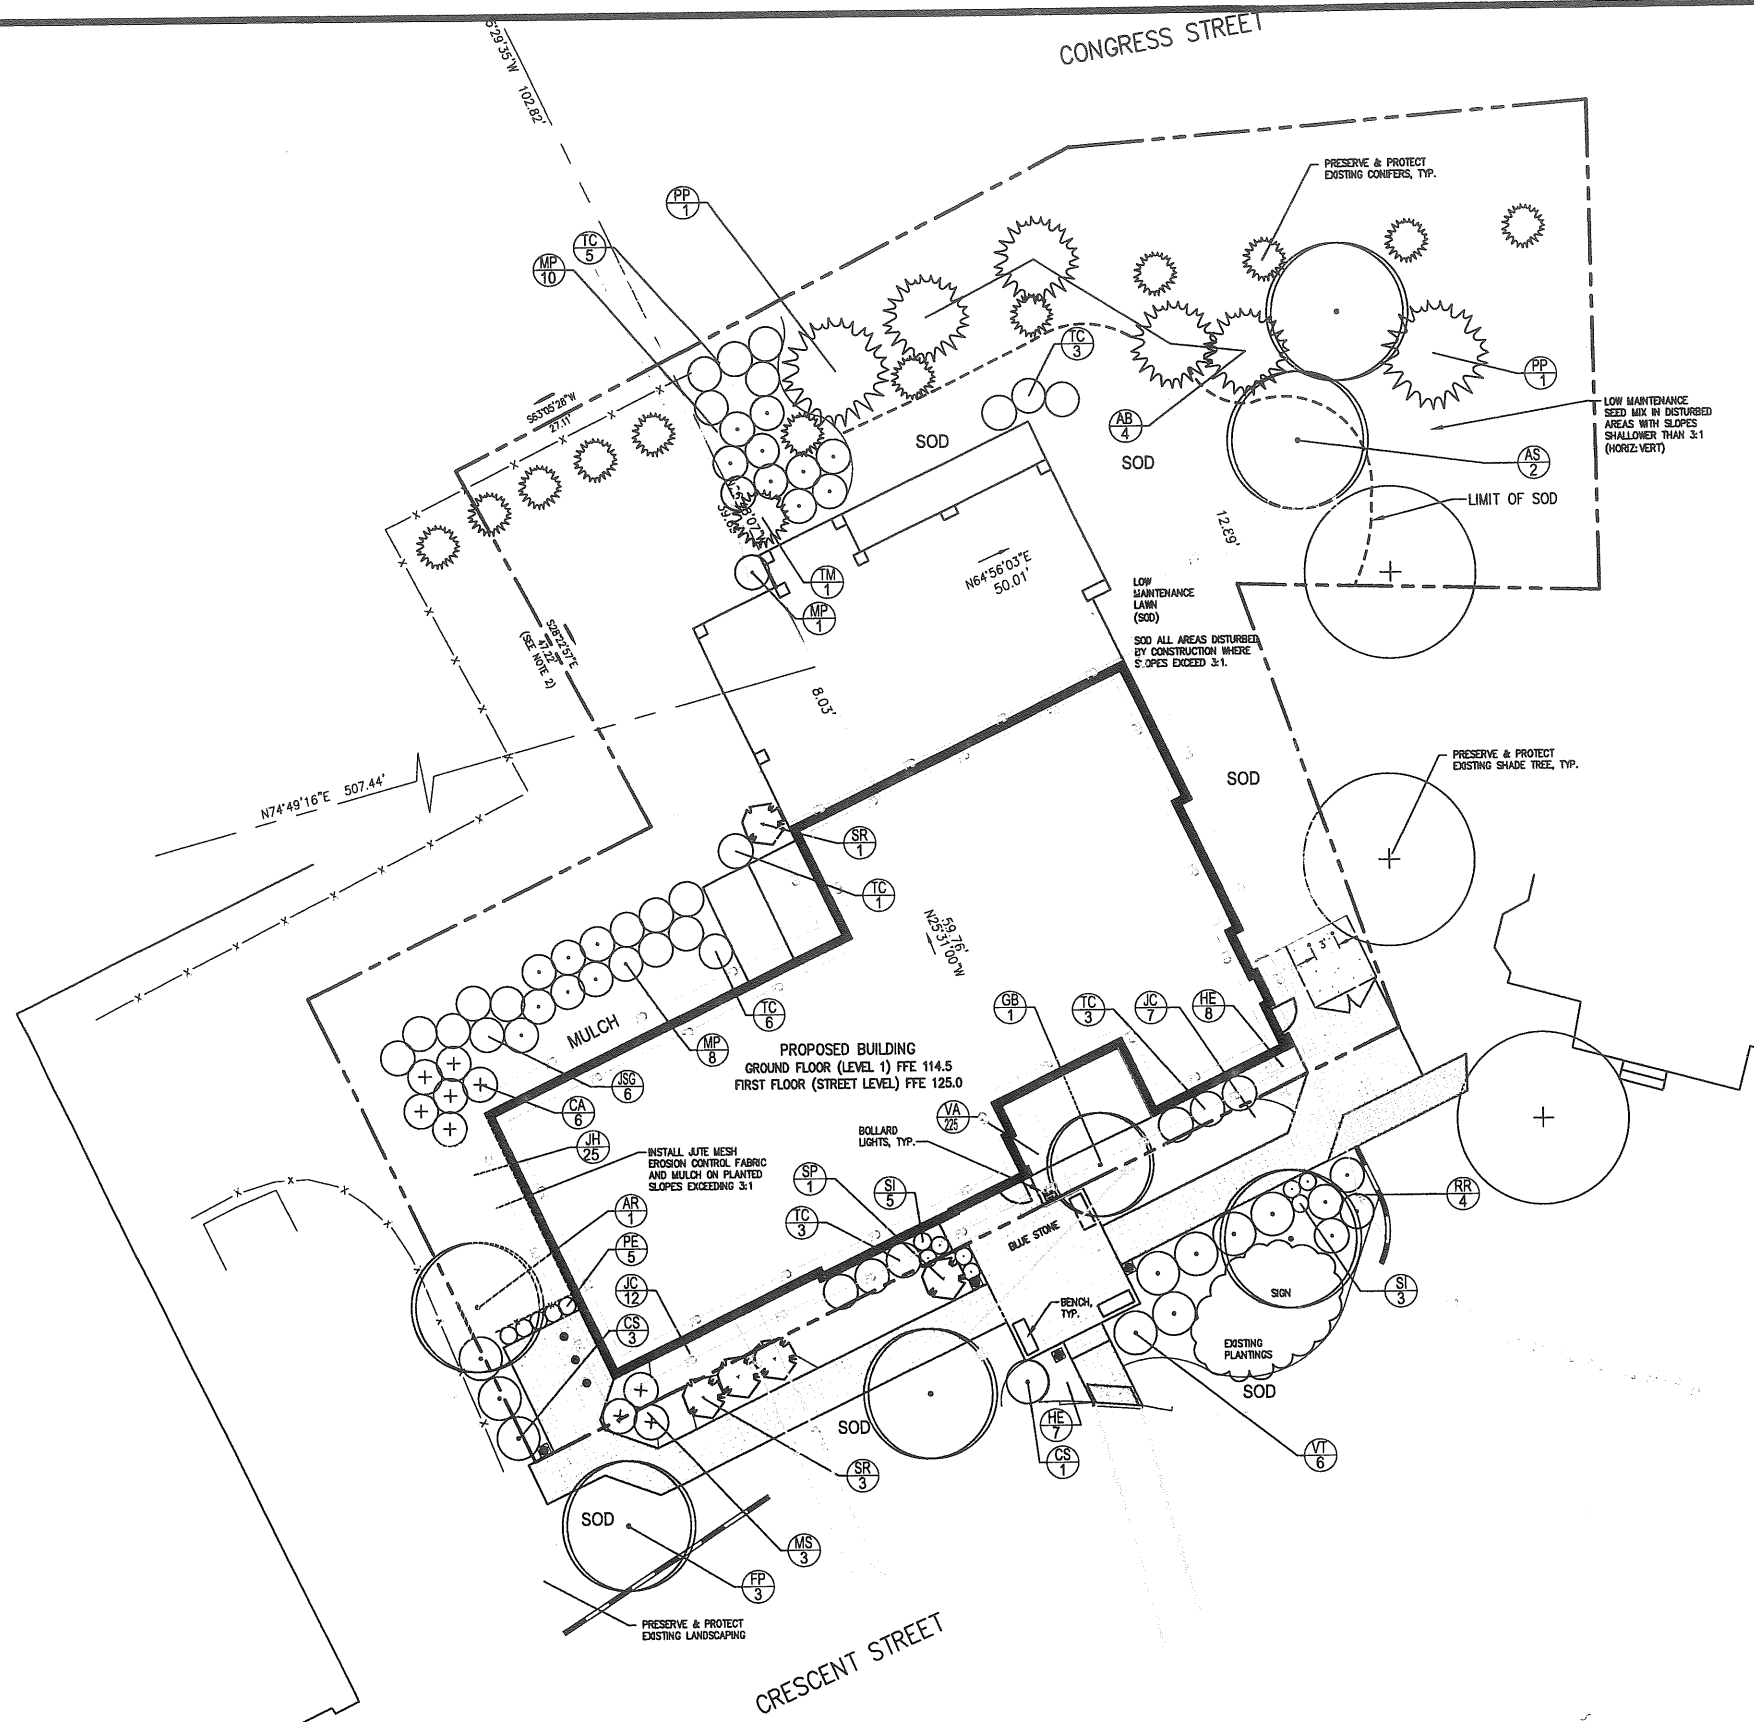 CONGRESS STREET
5°29'35"W 102.82'
PRESERVE & PROTECT
EXISTING CONIFERS, TYP.
PP
1
TC
5
MP
10
TC
3
PP
1
LOW MAINTENANCE
SEED MIX IN DISTURBED
AREAS WITH SLOPES
SHALLOWER THAN 3:1
(HORIZ:VERT)
S63°05'28"W
27.11'
AB
4
SOD
SOD
AS
2
LIMIT OF SOD
12.89'
N64°56'03"E
50.01'
TM
1
MP
1
LOW
MAINTENANCE
LAWN
(SOD)
SOD ALL AREAS DISTURBED
BY CONSTRUCTION WHERE
SLOPES EXCEED 3:1.
S28°22'57"E
47.22'
(SEE NOTE 2)
8.03'
N74°49'16"E 507.44'
SOD
PRESERVE & PROTECT
EXISTING SHADE TREE, TYP.
SR
1
TC
1
59.76'
N25°31'00"W
3'
MULCH
TC
6
MP
8
JSG
6
CA
6
JH
25
PROPOSED BUILDING
GROUND FLOOR (LEVEL 1) FFE 114.5
FIRST FLOOR (STREET LEVEL) FFE 125.0
GB
1
TC
3
JC
7
HE
8
VA
225
BOLLARD
LIGHTS, TYP.
INSTALL JUTE MESH
EROSION CONTROL FABRIC
AND MULCH ON PLANTED
SLOPES EXCEEDING 3:1
SP
1
SI
5
TC
3
RR
4
AR
1
PE
5
JC
12
CS
3
BLUE STONE
BENCH,
TYP.
SIGN
SI
3
EXISTING
PLANTINGS
SOD
SOD
HE
7
CS
1
VT
6
SR
3
SOD
MS
3
FP
3
PRESERVE & PROTECT
EXISTING LANDSCAPING
CRESCENT STREET